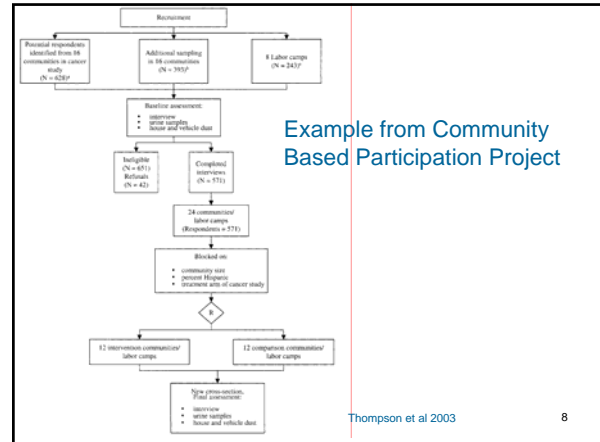 8
Recruitment
Potential respondents
identified from 16
communities in cancer
study
(N = 628)ᵃ
Additional sampling
in 16 communities
(N = 393)ᵇ
8 Labor camps
(N = 243)ᶜ
Baseline assessment:
• interview
• urine samples
• house and vehicle dust
Example from Community
Based Participation Project
Ineligible
(N = 651)
Refusals
(N = 42)
Completed
interviews
(N = 571)
24 communities/
labor camps
(Respondents = 571)
Blocked on:
• community size
• percent Hispanic
• treatment arm of cancer study
R
12 intervention communities/
labor camps
12 comparison communities/
labor camps
New cross-section,
Final assessment:
• interview
• urine samples
• house and vehicle dust
Thompson et al 2003
8